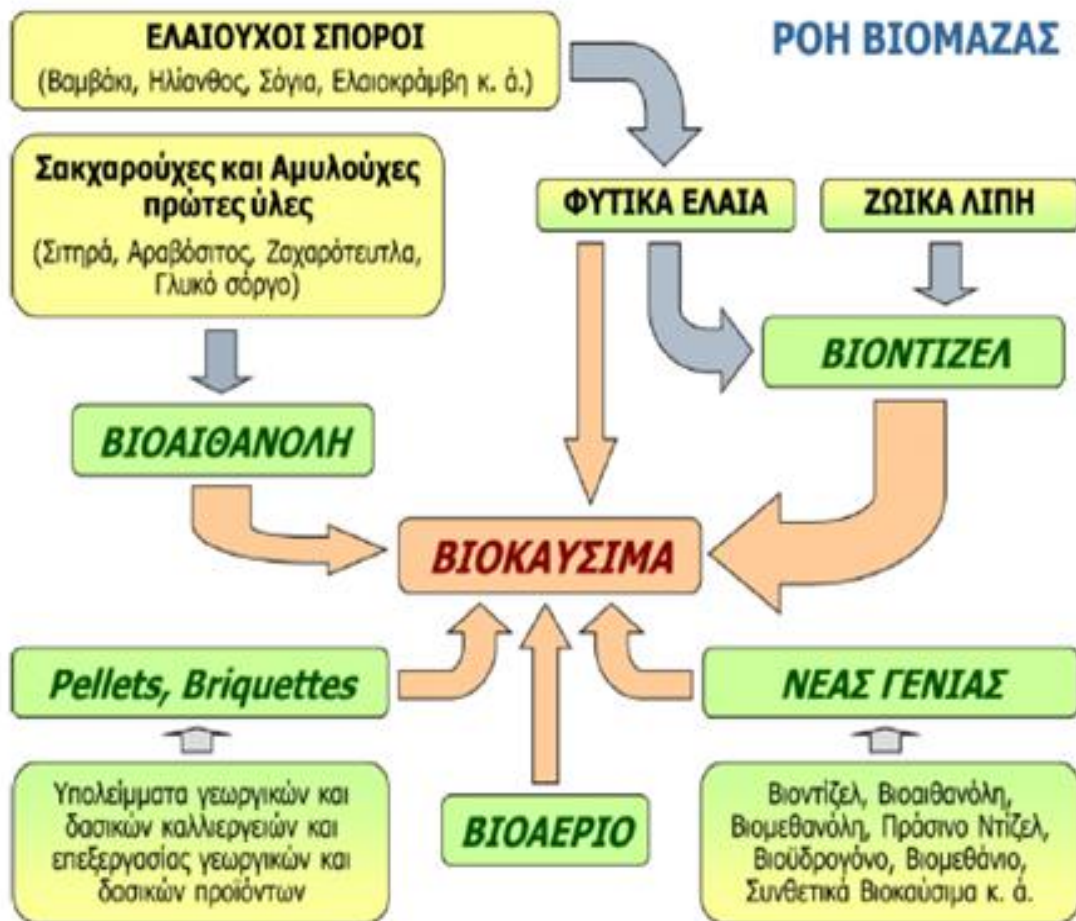 ΕΛΑΙΟΥΧΟΙ ΣΠΟΡΟΙ
(Βαμβάκι, Ηλίανθος, Σόγια, Ελαιοκράμβη κ. ά.)
ΡΟΗ ΒΙΟΜΑΖΑΣ
Σακχαρούχες και Αμυλούχες
πρώτες ύλες
(Σιτηρά, Αραβόσιτος, Ζαχαρότευτλα,
Γλυκό σόργο)
ΦΥΤΙΚΑ ΕΛΑΙΑ
ΖΩΙΚΑ ΛΙΠΗ
ΒΙΟΝΤΙΖΕΛ
ΒΙΟΑΙΘΑΝΟΛΗ
ΒΙΟΚΑΥΣΙΜΑ
Pellets, Briquettes
ΝΕΑΣ ΓΕΝΙΑΣ
Υπολείμματα γεωργικών και
δασικών καλλιεργειών και
επεξεργασίας γεωργικών και
δασικών προϊόντων
ΒΙΟΑΕΡΙΟ
Βιοντίζελ, Βιοαιθανόλη,
Βιομεθανόλη, Πράσινο Ντίζελ,
Βιοϋδρογόνο, Βιομεθάνιο,
Συνθετικά Βιοκαύσιμα κ. ά.